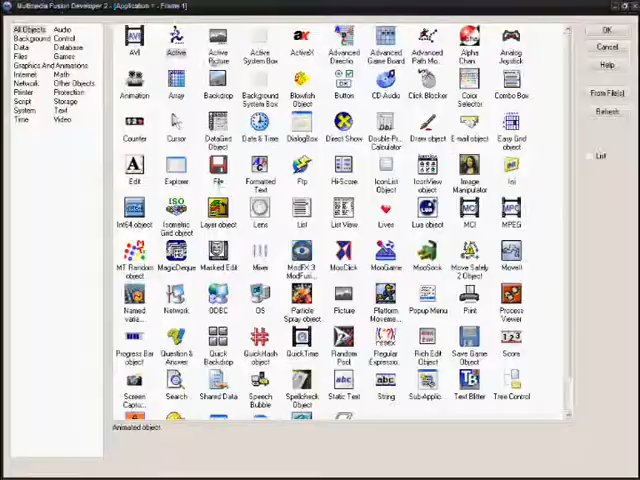 Multimedia Fusion Developer 2 - [Application 1 - Frame 1]
All Objects
Background
Data
Files
Graphics And Animations
Internet
Network
Printer
Script
System
Time
Audio
Control
Database
Games
Math
Other Objects
Protection
Storage
Text
Video
AVI
Active
Active Picture
Active System Box
ActiveX
Advanced Directio...
Advanced Game Board
Advanced Path Mo...
Alpha Chan...
Analog Joystick
Animation
Array
Backdrop
Background System Box
Blowfish Object
Button
CD-Audio
Click Blocker
Color Selector
Combo Box
Counter
Cursor
DataGrid Object
Date & Time
DialogBox
Direct Show
Double-Pr... Calculator
Draw object
E-mail object
Easy Grid object
Edit
Explorer
File
Formatted Text
Ftp
Hi-Score
IconList Object
IconView object
Image Manipulator
Ini
Int64 object
Isometric Grid object
Layer object
Lens
List
List View
Lives
Lua object
MCI
MPEG
MT Random object
MagicDeque
Masked Edit
Mixer
ModFX 3 ModFusi...
MooClick
MooGame
MooSock
Move Safely 2 Object
MoveIt
Named varia...
Network
ODBC
OS
Particle Spray object
Picture
Platform Moveme...
Popup Menu
Print
Process Viewer
Progress Bar object
Question & Answer
Quick Backdrop
QuickHash object
QuickTime
Random Pool
Regular Expressio...
Rich Edit Object
Save Game Object
Score
Screen Captu...
Search
Shared Data
Speech Bubble
Spellcheck Object
Static Text
String
Sub-Applic...
Text Blitter
Tree Control
OK
Cancel
Help
From File(s)
Refresh
List
Animated object